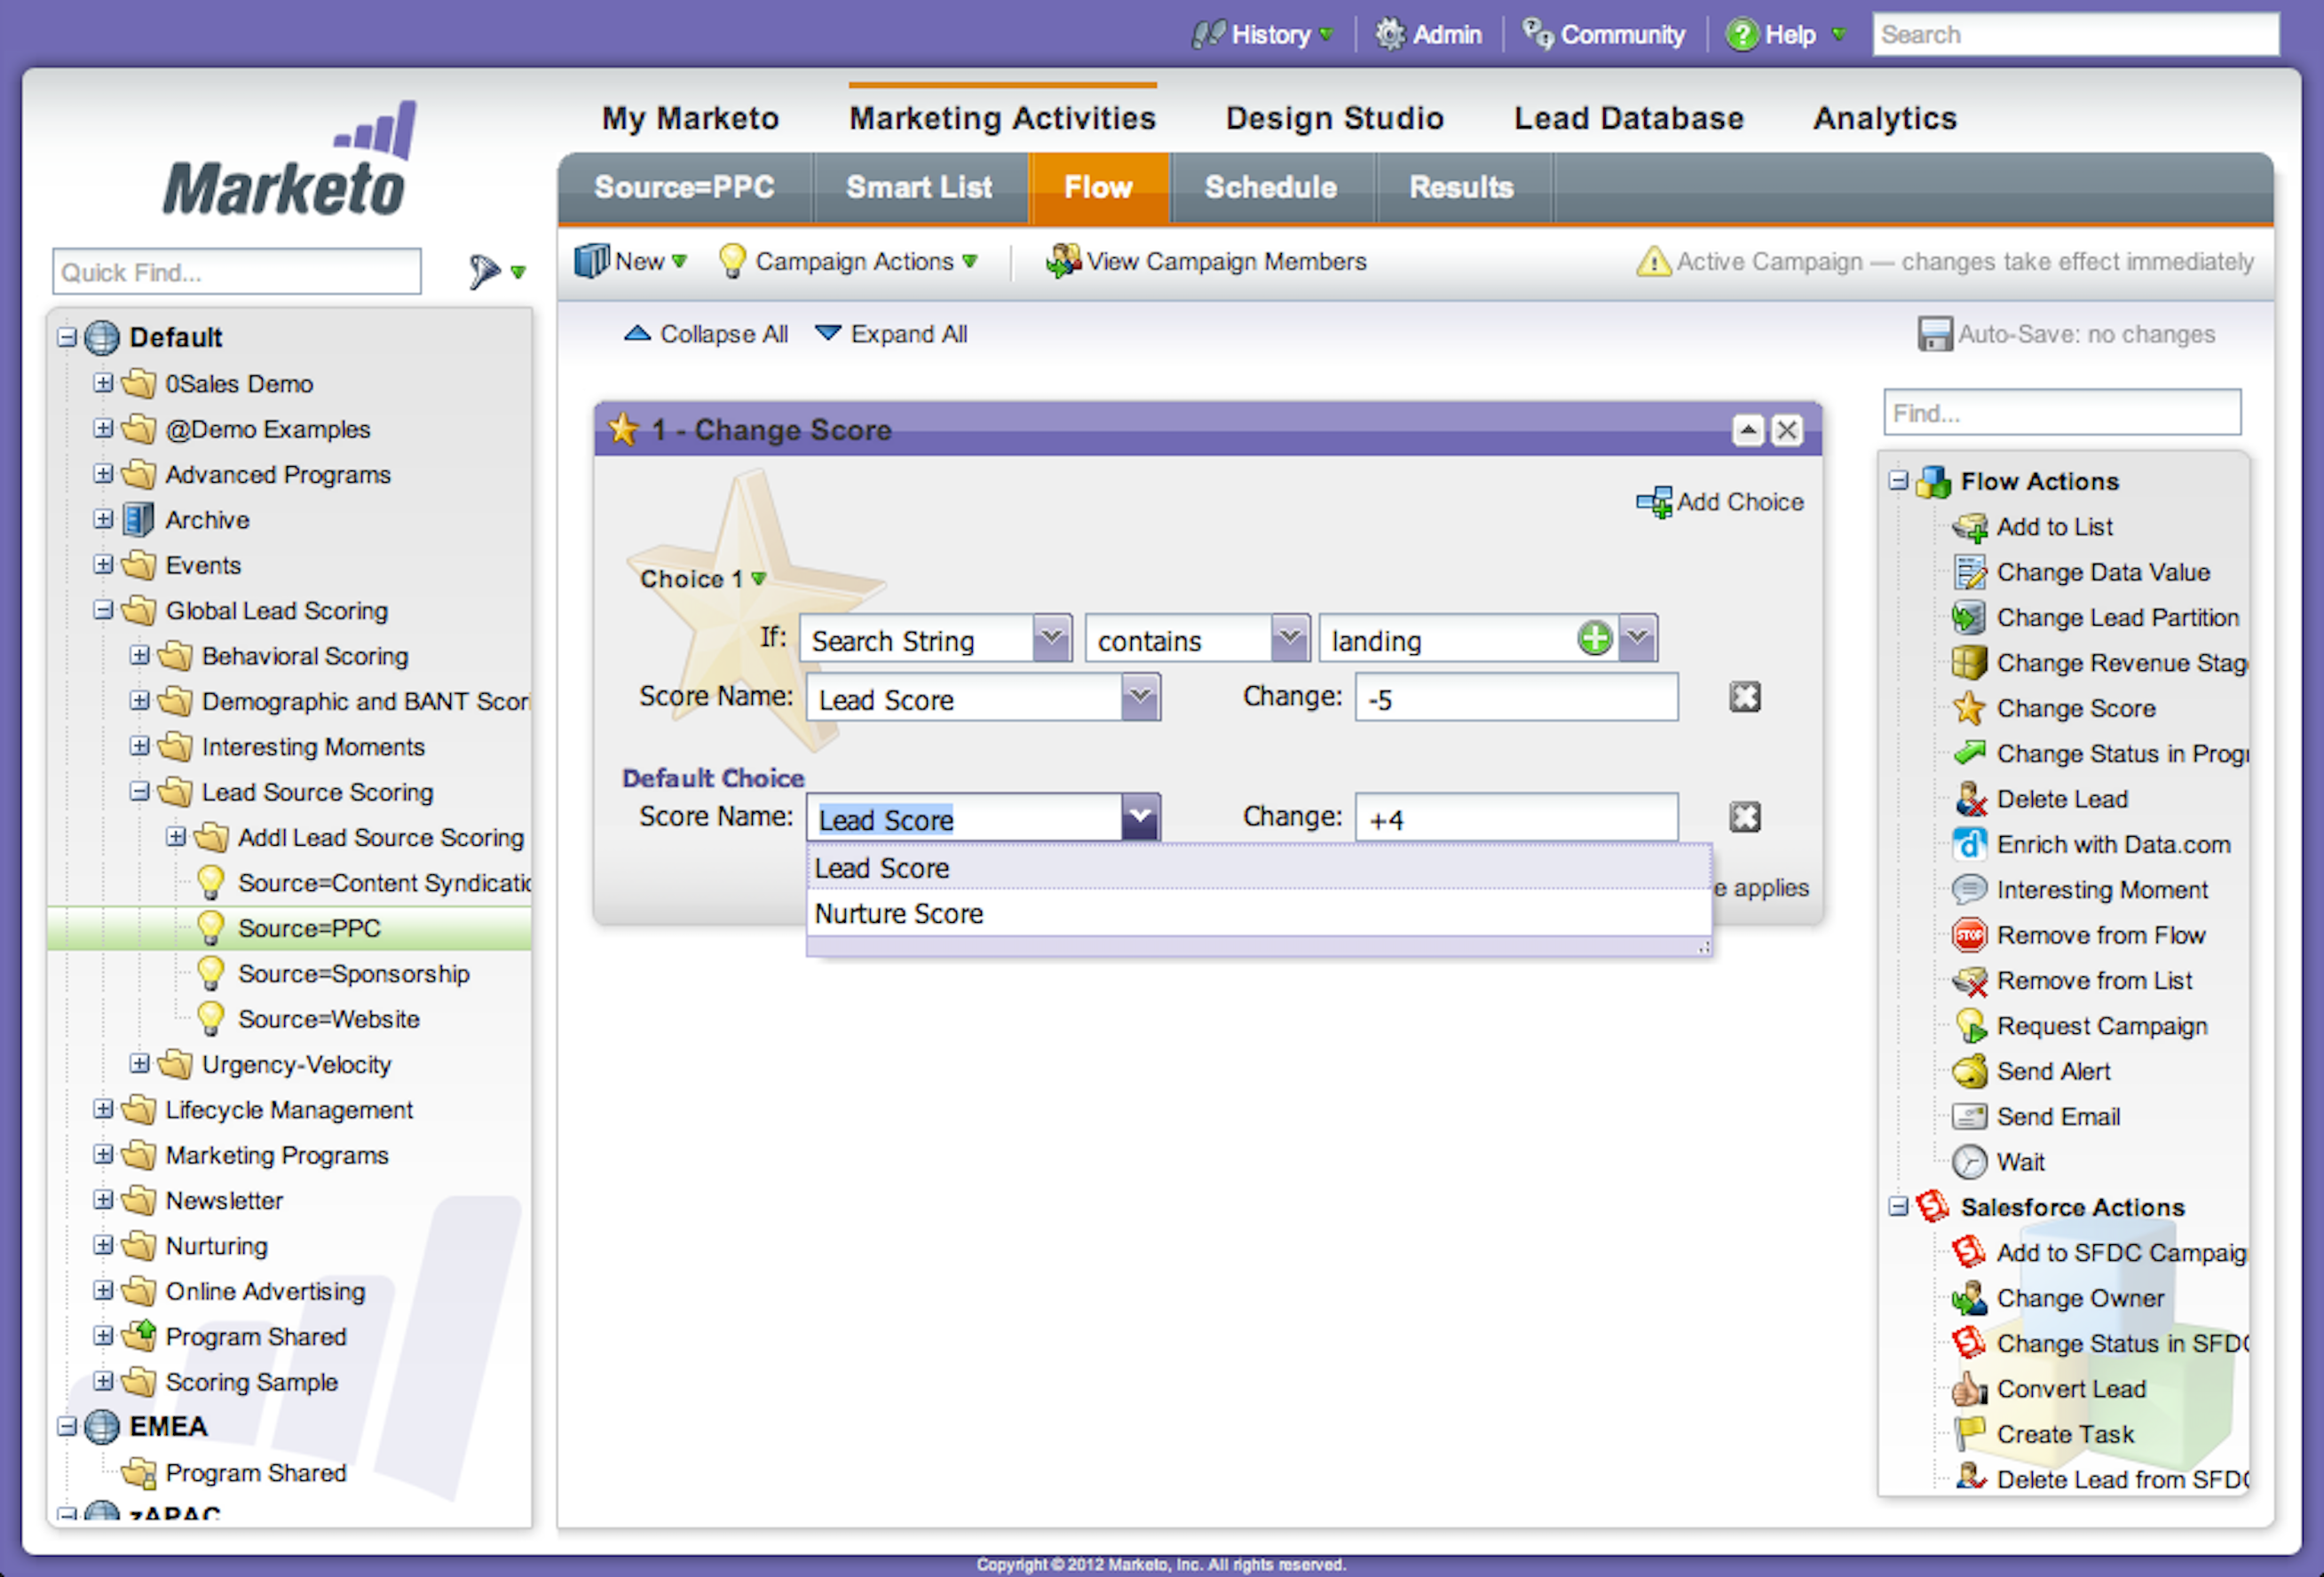 History
Admin
Community
Help
Search
Marketo
My Marketo
Marketing Activities
Design Studio
Lead Database
Analytics
Source=PPC
Smart List
Flow
Schedule
Results
Quick Find...
New
Campaign Actions
View Campaign Members
Active Campaign — changes take effect immediately
Collapse All
Expand All
Auto-Save: no changes
Default
0Sales Demo
@Demo Examples
Advanced Programs
Archive
Events
Global Lead Scoring
Behavioral Scoring
Demographic and BANT Scori
Interesting Moments
Lead Source Scoring
Addl Lead Source Scoring
Source=Content Syndicatio
Source=PPC
Source=Sponsorship
Source=Website
Urgency-Velocity
Lifecycle Management
Marketing Programs
Newsletter
Nurturing
Online Advertising
Program Shared
Scoring Sample
EMEA
Program Shared
zAPAC
1 - Change Score
Add Choice
Choice 1
If: Search String contains landing
Score Name: Lead Score Change: -5
Default Choice
Score Name: Lead Score Change: +4
Lead Score
Nurture Score
e applies
Find...
Flow Actions
Add to List
Change Data Value
Change Lead Partition
Change Revenue Stag
Change Score
Change Status in Progr
Delete Lead
Enrich with Data.com
Interesting Moment
STOP
Remove from Flow
Remove from List
Request Campaign
Send Alert
Send Email
Wait
Salesforce Actions
Add to SFDC Campaig
Change Owner
Change Status in SFDC
Convert Lead
Create Task
Delete Lead from SFDC
Copyright © 2012 Marketo, Inc. All rights reserved.